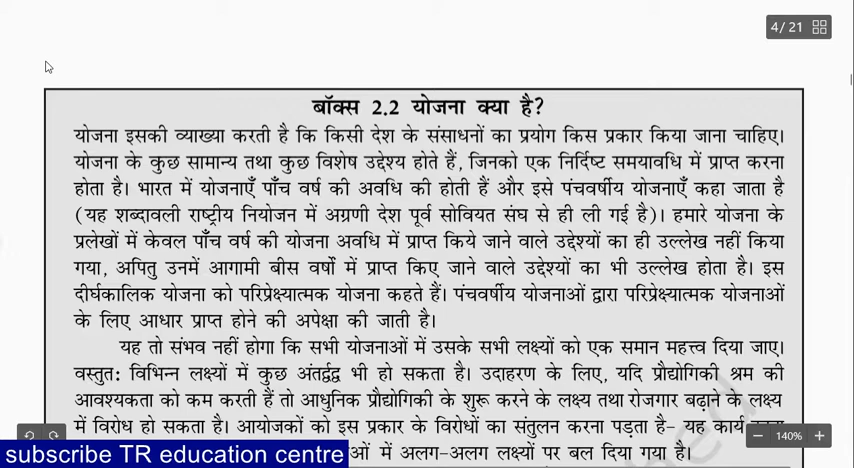 4/21
बॉक्स 2.2 योजना क्या है?
योजना इसकी व्याख्या करती है कि किसी देश के संसाधनों का प्रयोग किस प्रकार किया जाना चाहिए।
योजना के कुछ सामान्य तथा कुछ विशेष उद्देश्य होते हैं, जिनको एक निर्दिष्ट समयावधि में प्राप्त करना
होता है। भारत में योजनाएँ पाँच वर्ष की अवधि की होती हैं और इसे पंचवर्षीय योजनाएँ कहा जाता है
(यह शब्दावली राष्ट्रीय नियोजन में अग्रणी देश पूर्व सोवियत संघ से ही ली गई है)। हमारे योजना के
प्रलेखों में केवल पाँच वर्ष की योजना अवधि में प्राप्त किये जाने वाले उद्देश्यों का ही उल्लेख नहीं किया
गया, अपितु उनमें आगामी बीस वर्षों में प्राप्त किए जाने वाले उद्देश्यों का भी उल्लेख होता है। इस
दीर्घकालिक योजना को परिप्रेक्ष्यात्मक योजना कहते हैं। पंचवर्षीय योजनाओं द्वारा परिप्रेक्ष्यात्मक योजनाओं
के लिए आधार प्राप्त होने की अपेक्षा की जाती है।
यह तो संभव नहीं होगा कि सभी योजनाओं में उसके सभी लक्ष्यों को एक समान महत्त्व दिया जाए।
वस्तुत: विभिन्न लक्ष्यों में कुछ अंतर्द्वद्व भी हो सकता है। उदाहरण के लिए, यदि प्रौद्योगिकी श्रम की
आवश्यकता को कम करती हैं तो आधुनिक प्रौद्योगिकी के शुरू करने के लक्ष्य तथा रोजगार बढ़ाने के लक्ष्य
में विरोध हो सकता है। आयोजकों को इस प्रकार के विरोधों का संतुलन करना पड़ता है- यह कार्य
140%
subscribe TR education centre
में अलग-अलग लक्ष्यों पर बल दिया गया है।